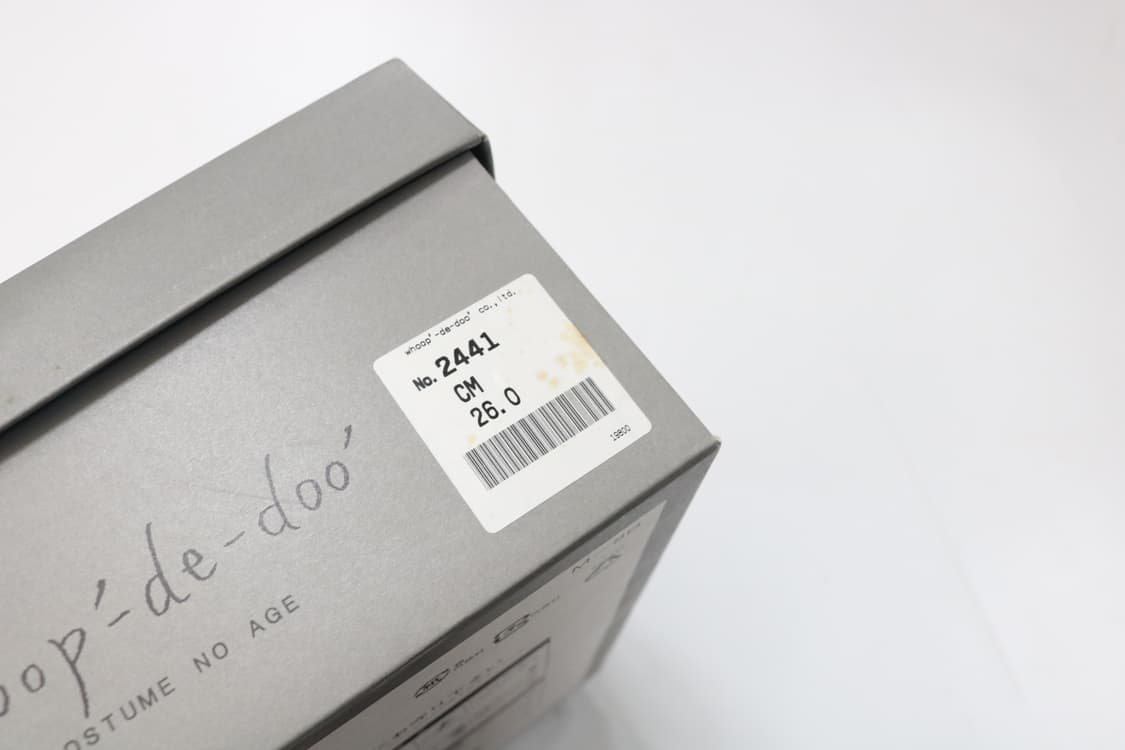 whoop'-de-doo' co.,ltd.
No. 2441
CM
26.0
19800
oop'-de-doo'
OSTUME NO AGE